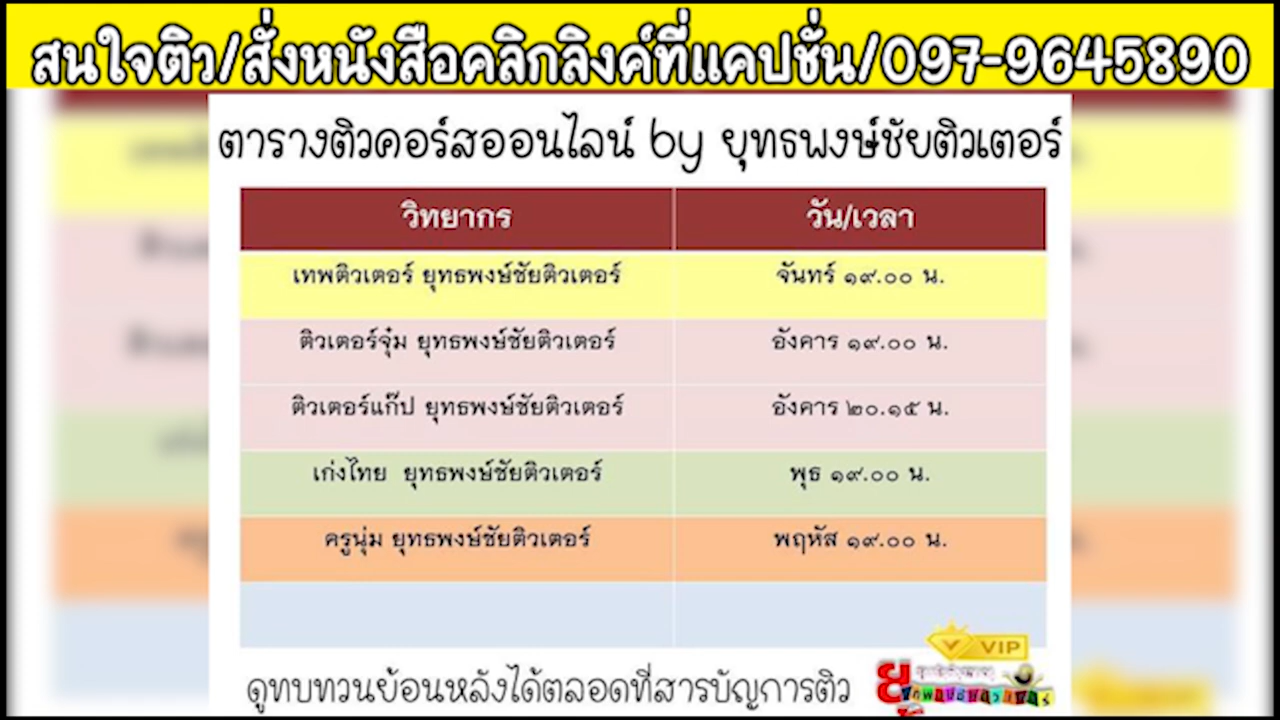 สนใจติว/สั่งหนังสือคลิกลิงค์ที่แคปชั่น/097-9645890
ตารางติวคอร์สออนไลน์ by ยุทธพงษ์ชัยติวเตอร์
วิทยากร วัน/เวลา
เทพติวเตอร์ ยุทธพงษ์ชัยติวเตอร์ จันทร์ ๑๙.๐๐ น.
ติวเตอร์จุ๋ม ยุทธพงษ์ชัยติวเตอร์ อังคาร ๑๙.๐๐ น.
ติวเตอร์แก๊ป ยุทธพงษ์ชัยติวเตอร์ อังคาร ๒๐.๑๕ น.
เก่งไทย ยุทธพงษ์ชัยติวเตอร์ พุธ ๑๙.๐๐ น.
ครูนุ่ม ยุทธพงษ์ชัยติวเตอร์ พฤหัส ๑๙.๐๐ น.
VIP
ดูทบทวนย้อนหลังได้ตลอดที่สารบัญการติว